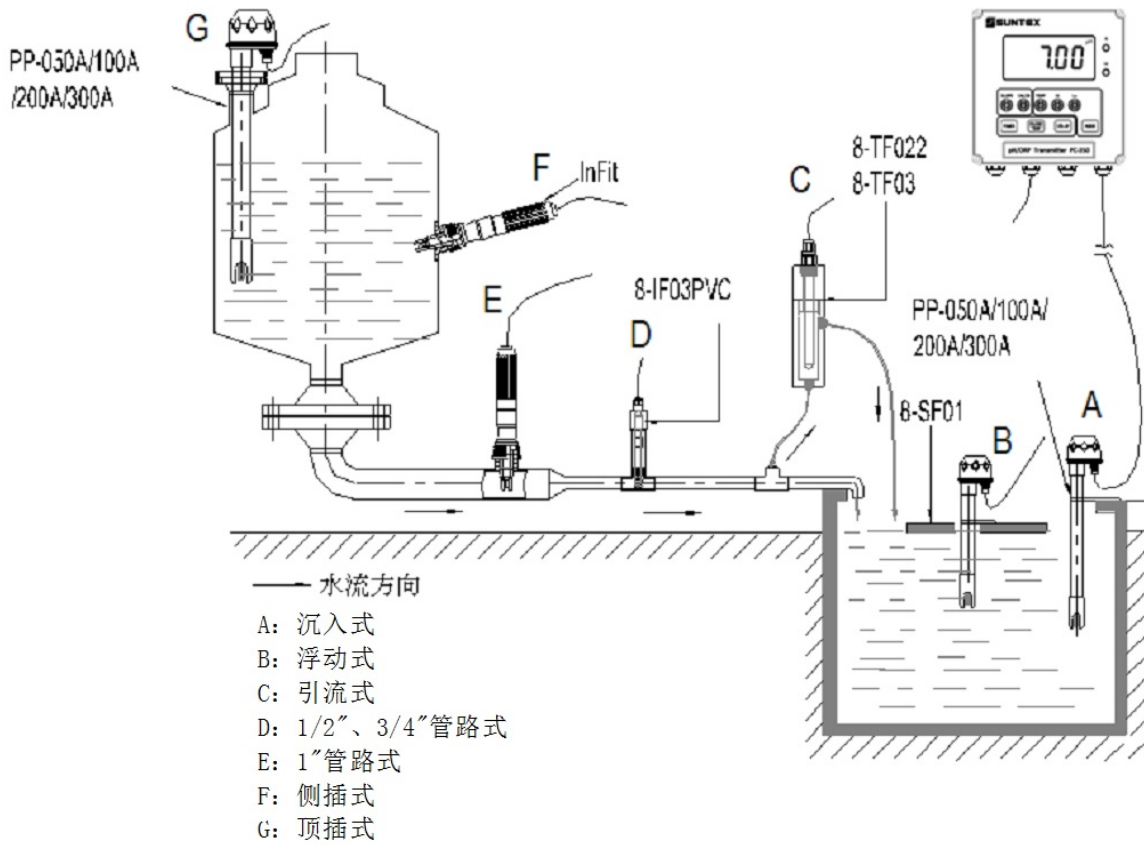 G
PP-050A/100A
/200A/300A
SUNTEX
7.00
pH/ORP Transmitter PC-350
8-TF022
8-TF03
C
F
InFit
E
8-IF03PVC
D
PP-050A/100A/
200A/300A
A
8-SF01
B
水流方向
A: 沉入式
B: 浮动式
C: 引流式
D: 1/2″、3/4″管路式
E: 1″管路式
F: 侧插式
G: 顶插式